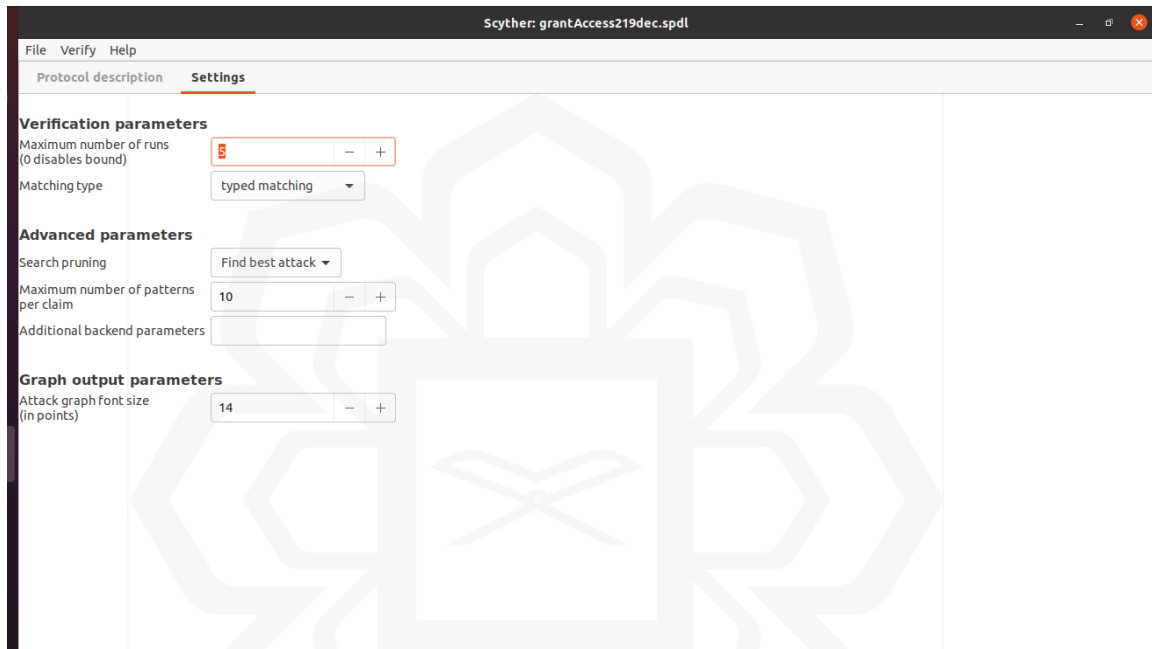 Scyther: grantAccess219dec.spdl
File Verify Help
Protocol description Settings
Verification parameters
Maximum number of runs
(0 disables bound)
5
Matching type typed matching
Advanced parameters
Search pruning Find best attack
Maximum number of patterns
per claim
10
Additional backend parameters
Graph output parameters
Attack graph font size
(in points)
14